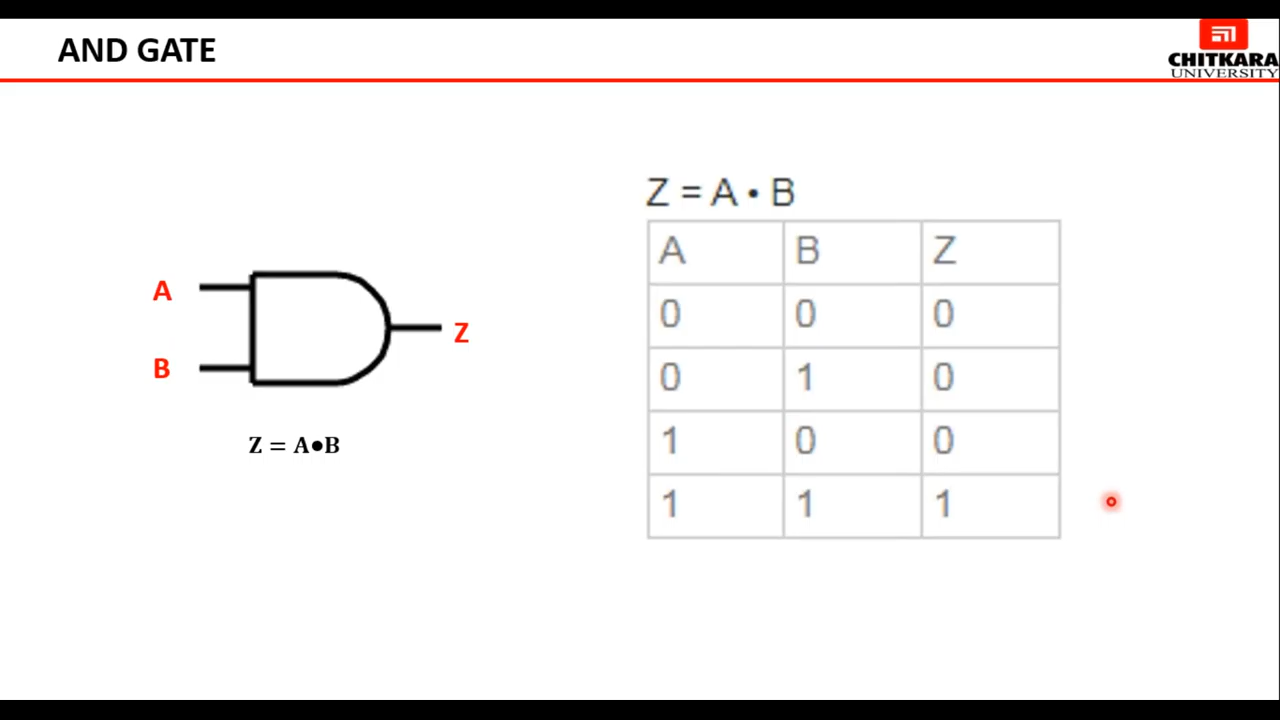 AND GATE
CHITKARA
UNIVERSITY
A
B
Z
Z = A●B
Z = A • B
A B Z
0 0 0
0 1 0
1 0 0
1 1 1